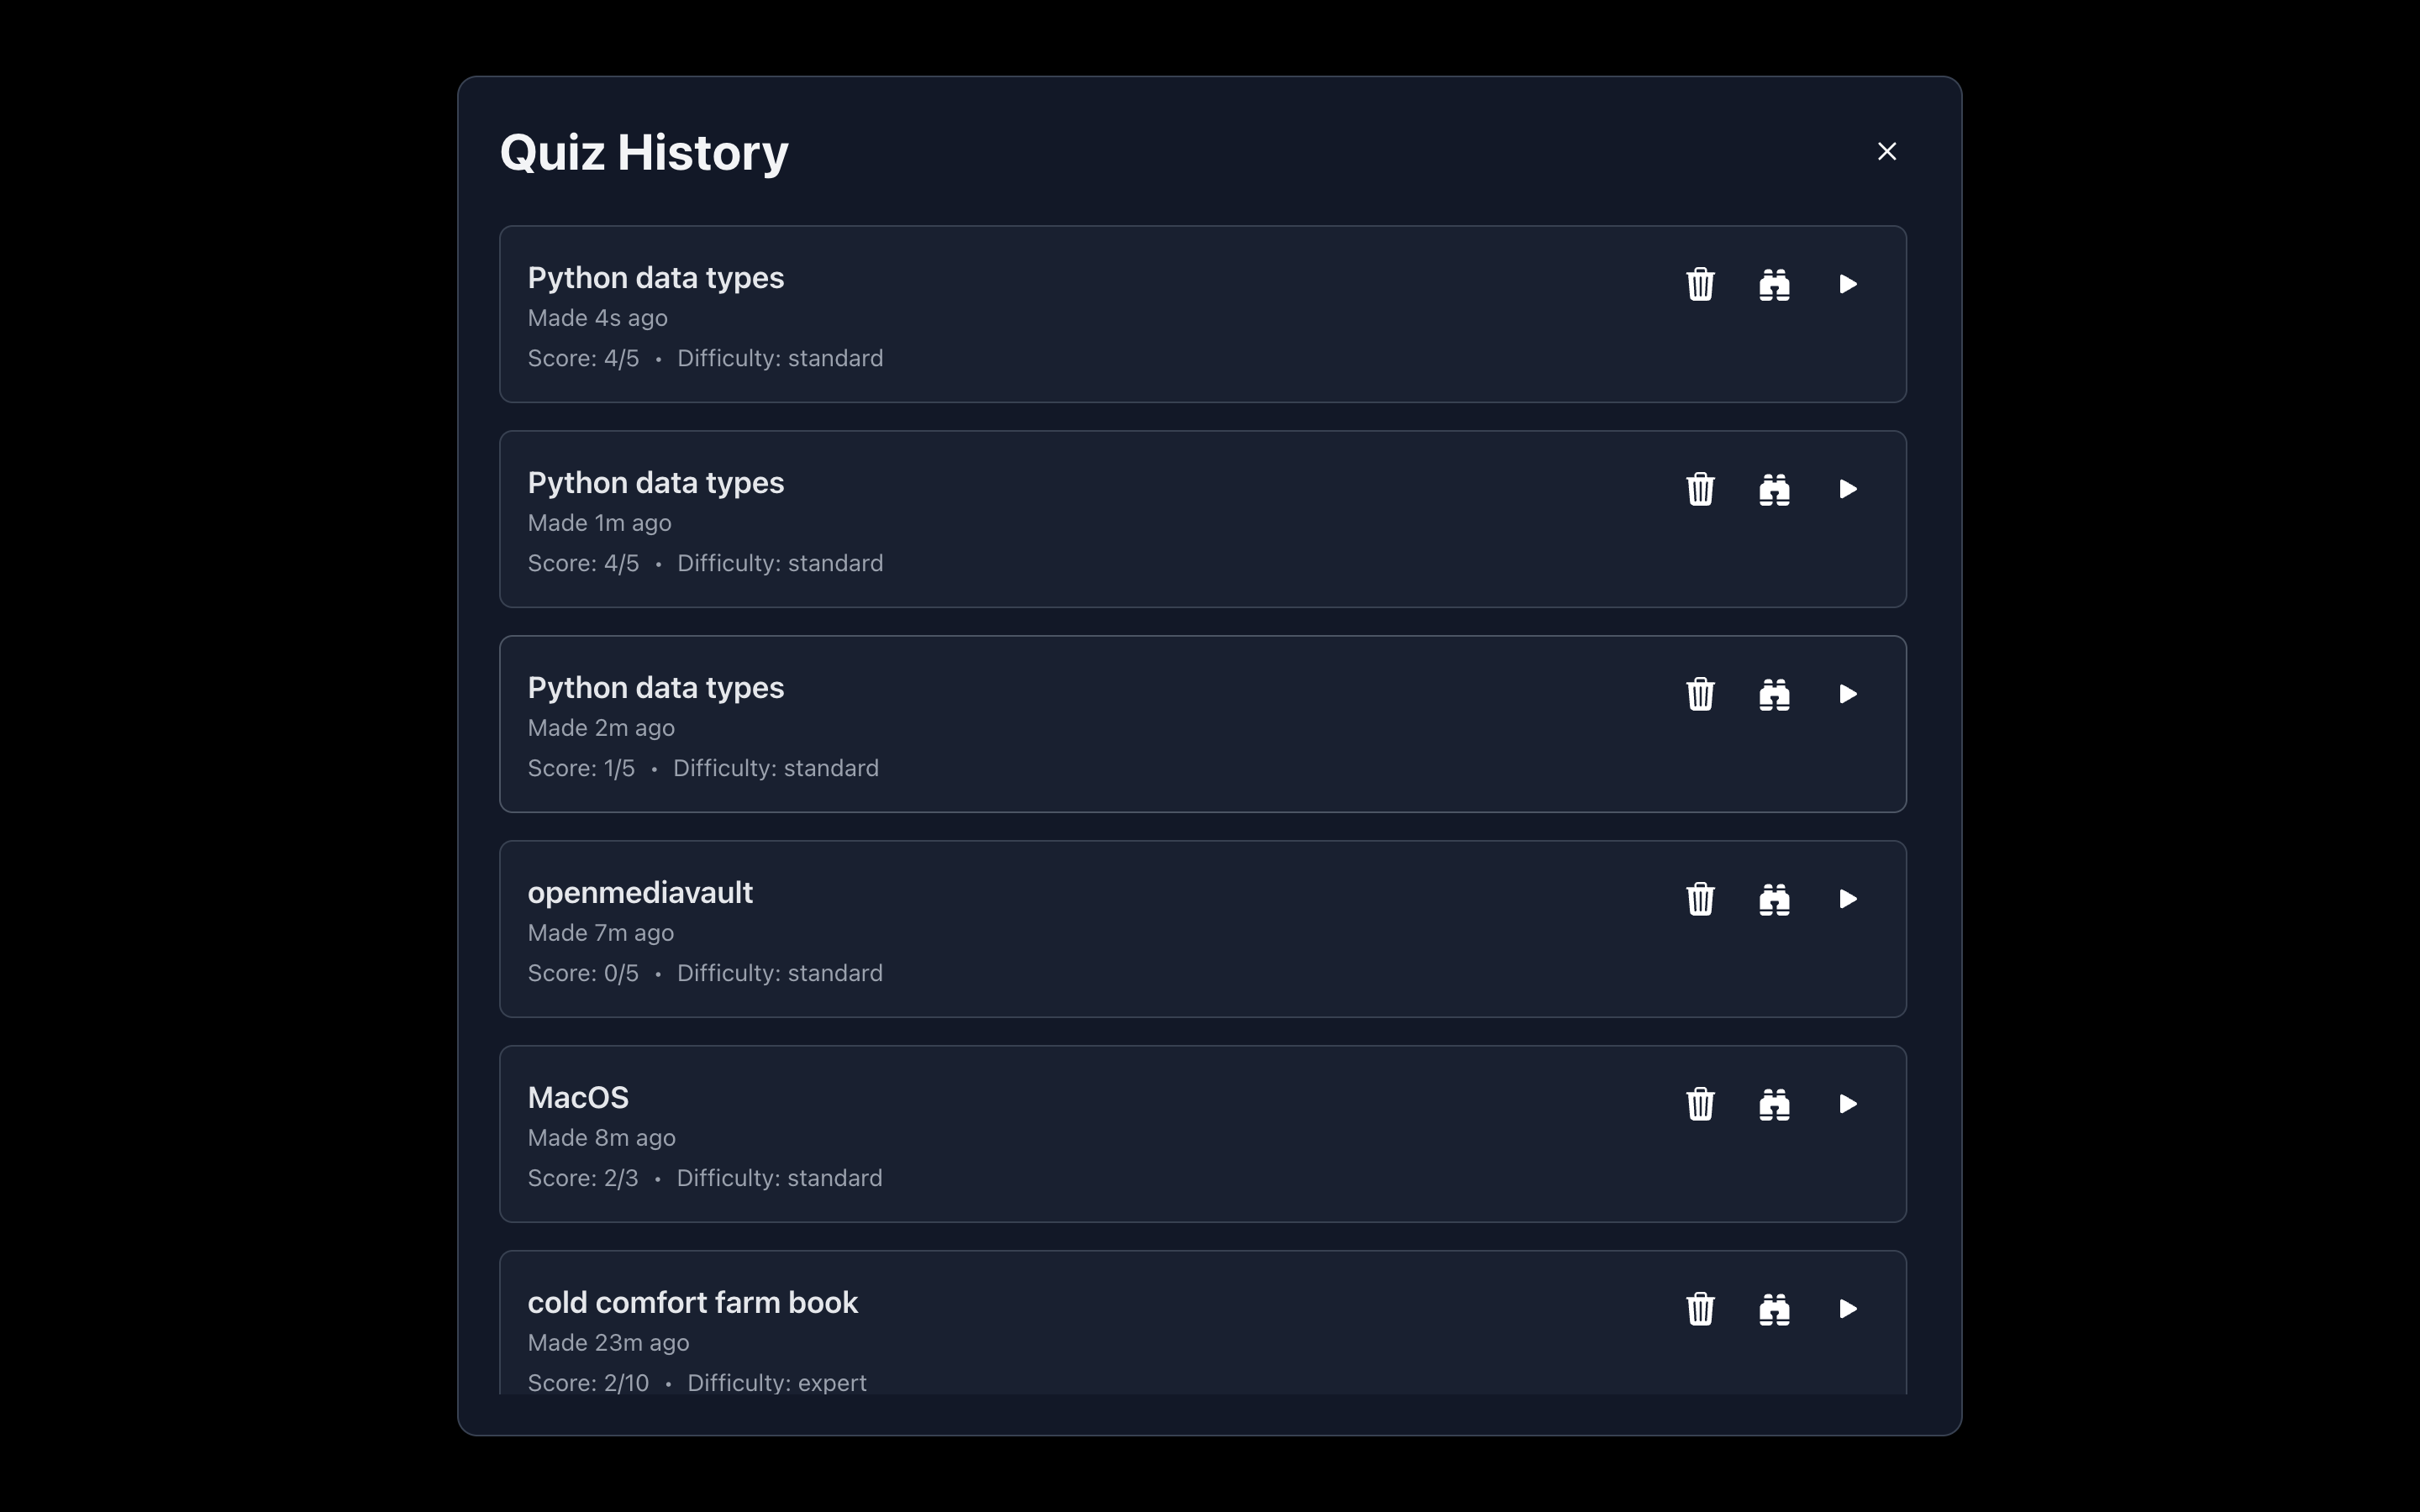 Quiz History
Python data types
Made 4s ago
Score: 4/5 • Difficulty: standard
Python data types
Made 1m ago
Score: 4/5 • Difficulty: standard
Python data types
Made 2m ago
Score: 1/5 • Difficulty: standard
openmediavault
Made 7m ago
Score: 0/5 • Difficulty: standard
MacOS
Made 8m ago
Score: 2/3 • Difficulty: standard
cold comfort farm book
Made 23m ago
Score: 2/10 • Difficulty: expert